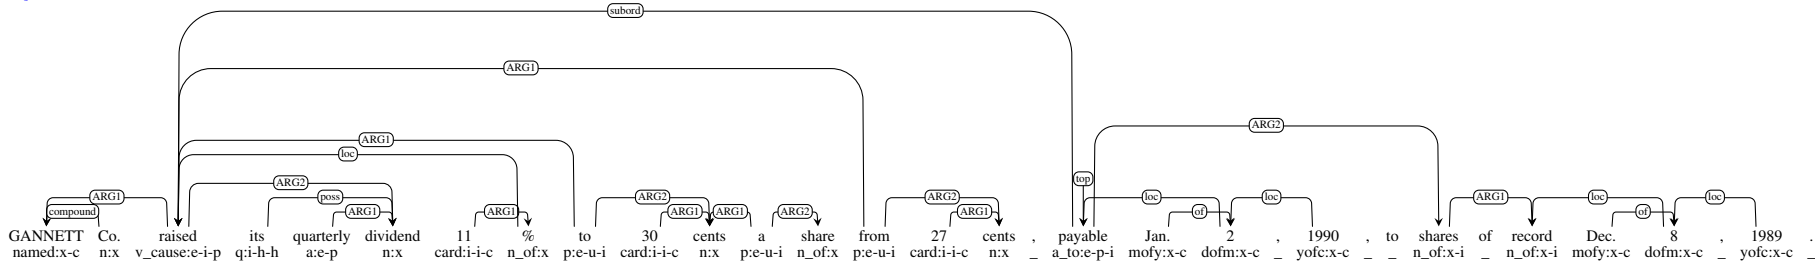 subord
ARG1
ARG1 ARG2
loc
ARG2 top
ARG1 poss ARG2 ARG2 loc loc ARG1 loc loc
compound ARG1 ARG1 ARG1 ARG1 ARG2 ARG1 of of
GANNETT Co. raised its quarterly dividend 11 % to 30 cents a share from 27 cents , payable Jan. 2 , 1990 , to shares of record Dec. 8 , 1989 .
named:x-c n:x v_cause:e-i-p q:i-h-h a:e-p n:x card:i-i-c n_of:x p:e-u-i card:i-i-c n:x p:e-u-i n_of:x p:e-u-i card:i-i-c n:x _ a_to:e-p-i mofy:x-c dofm:x-c _ yofc:x-c _ _ n_of:x-i _ n_of:x-i mofy:x-c dofm:x-c _ yofc:x-c _